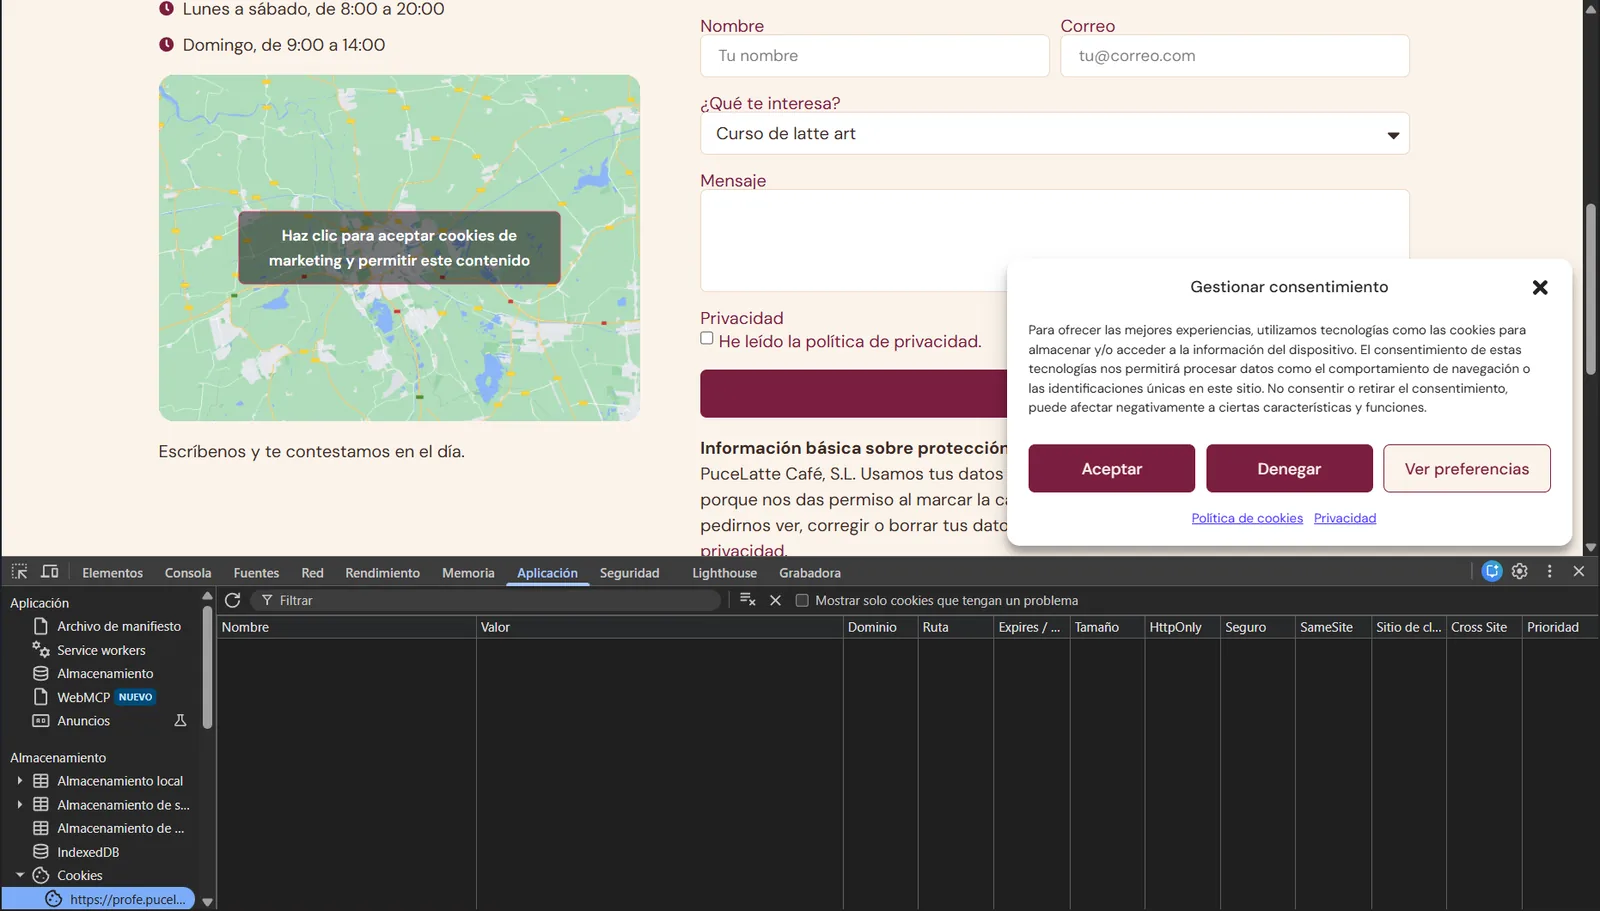 Lunes a sábado, de 8:00 a 20:00
Domingo, de 9:00 a 14:00
Haz clic para aceptar cookies de
marketing y permitir este contenido
Escríbenos y te contestamos en el día.
Nombre
Tu nombre
Correo
tu@correo.com
¿Qué te interesa?
Curso de latte art
Mensaje
Privacidad
He leído la política de privacidad.
Información básica sobre protección
PuceLatte Café, S.L. Usamos tus datos
porque nos das permiso al marcar la
pedirnos ver, corregir o borrar tus
privacidad.
Gestionar consentimiento
Para ofrecer las mejores experiencias, utilizamos tecnologías como las cookies para
almacenar y/o acceder a la información del dispositivo. El consentimiento de estas
tecnologías nos permitirá procesar datos como el comportamiento de navegación o
las identificaciones únicas en este sitio. No consentir o retirar el consentimiento,
puede afectar negativamente a ciertas características y funciones.
Aceptar
Denegar
Ver preferencias
Política de cookies
Privacidad
Elementos
Consola
Fuentes
Red
Rendimiento
Memoria
Aplicación
Seguridad
Lighthouse
Grabadora
Aplicación
Archivo de manifiesto
Service workers
Almacenamiento
WebMCP NUEVO
Anuncios
Almacenamiento
Almacenamiento local
Almacenamiento de s...
Almacenamiento de ...
IndexedDB
Cookies
https://profe.pucel...
Filtrar
Mostrar solo cookies que tengan un problema
Nombre
Valor
Dominio
Ruta
Expires / ...
Tamaño
HttpOnly
Seguro
SameSite
Sitio de cl...
Cross Site
Prioridad